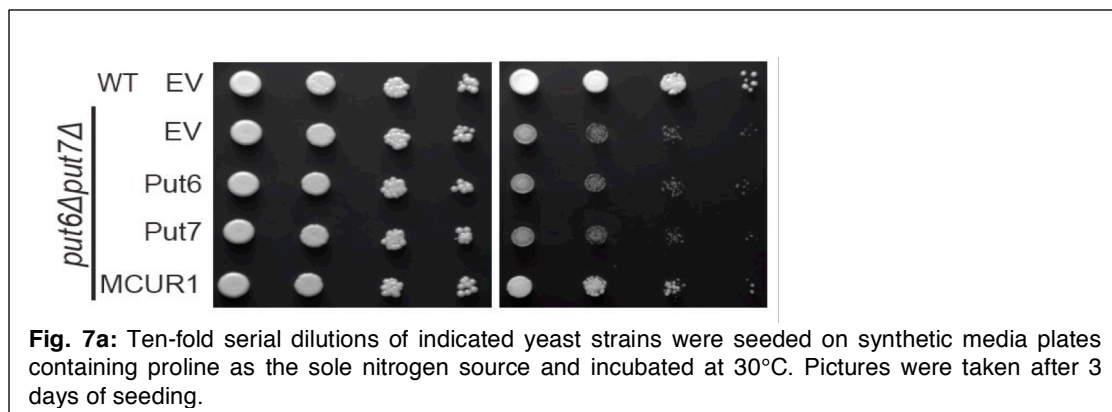 WT EV
EV
Put6
Put7
MCUR1
put6Δput7Δ
Fig. 7a: Ten-fold serial dilutions of indicated yeast strains were seeded on synthetic media plates
containing proline as the sole nitrogen source and incubated at 30°C. Pictures were taken after 3
days of seeding.